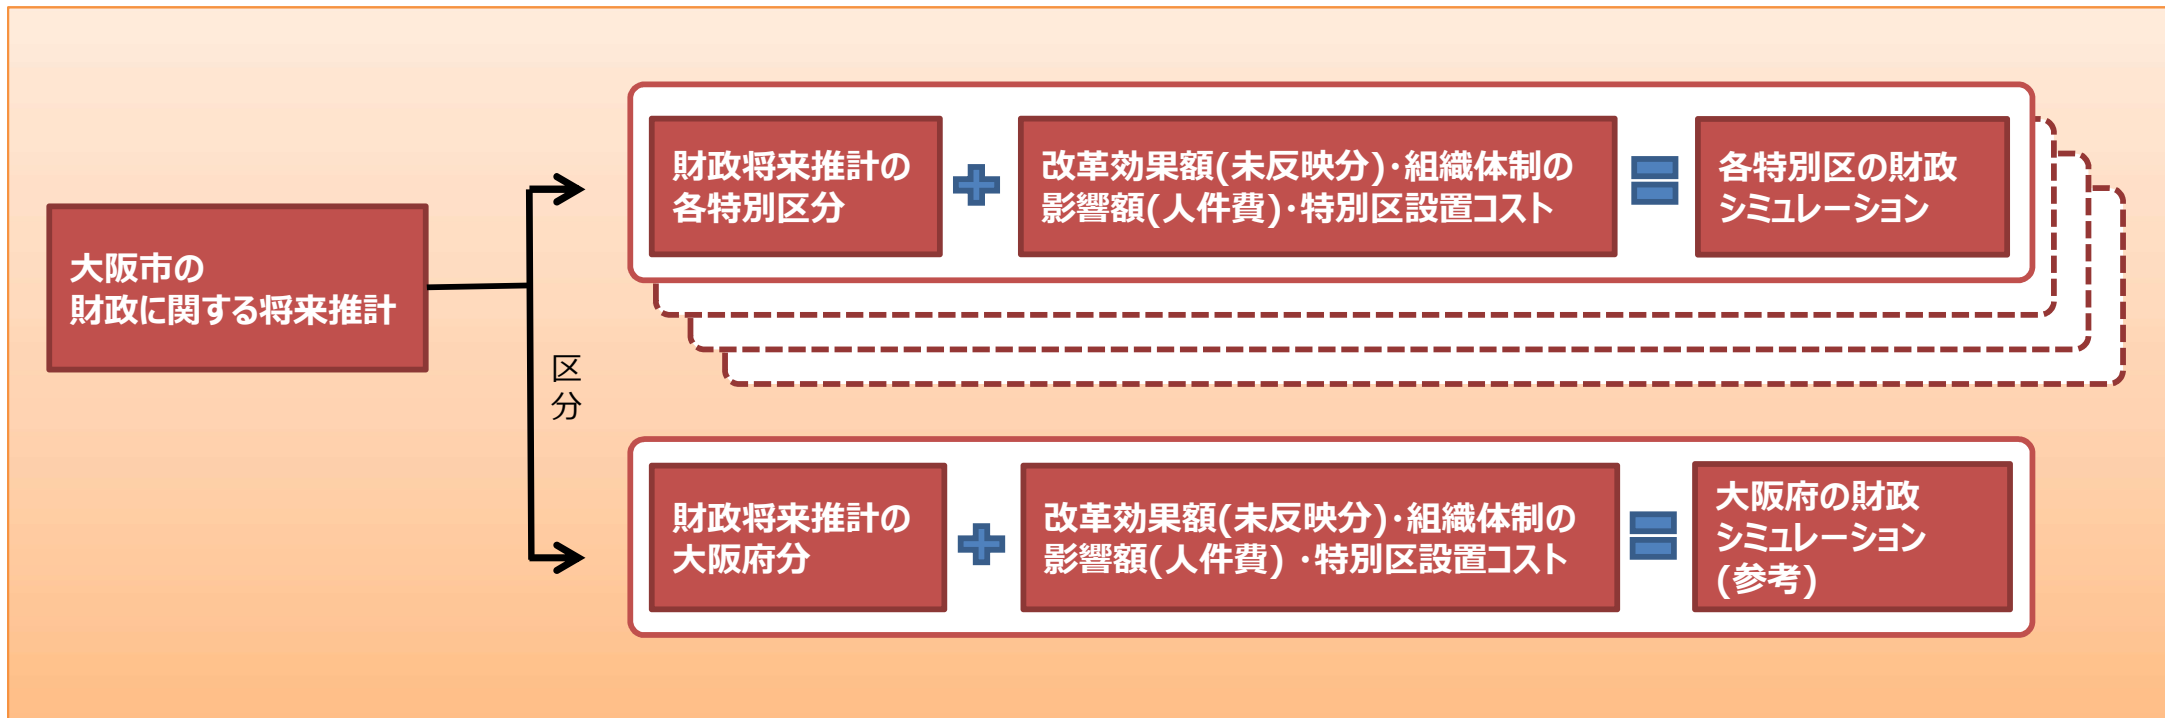 大阪市の
財政に関する将来推計
区
分
財政将来推計の
各特別区分
改革効果額(未反映分)・組織体制の
影響額(人件費)・特別区設置コスト
各特別区の財政
シミュレーション
財政将来推計の
大阪府分
改革効果額(未反映分)・組織体制の
影響額(人件費) ・特別区設置コスト
大阪府の財政
シミュレーション
(参考)